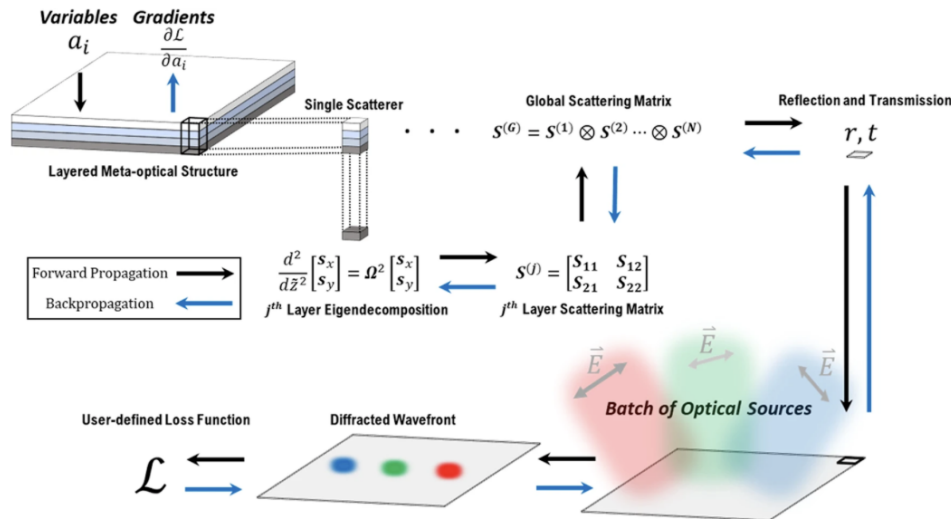 Variables Gradients
a_i ∂ℒ/∂a_i
Layered Meta-optical Structure
Single Scatterer
. . .
Global Scattering Matrix
S^(G) = S^(1) ⊗ S^(2) ⋯ ⊗ S^(N)
Reflection and Transmission
r, t
Forward Propagation
Backpropagation
d²/dz̃² [s_x s_y] = Ω² [s_x s_y]
j^th Layer Eigendecomposition
S^(j) = [S₁₁ S₁₂
S₂₁ S₂₂]
j^th Layer Scattering Matrix
E⃗
E⃗
E⃗
Batch of Optical Sources
User-defined Loss Function
ℒ
Diffracted Wavefront